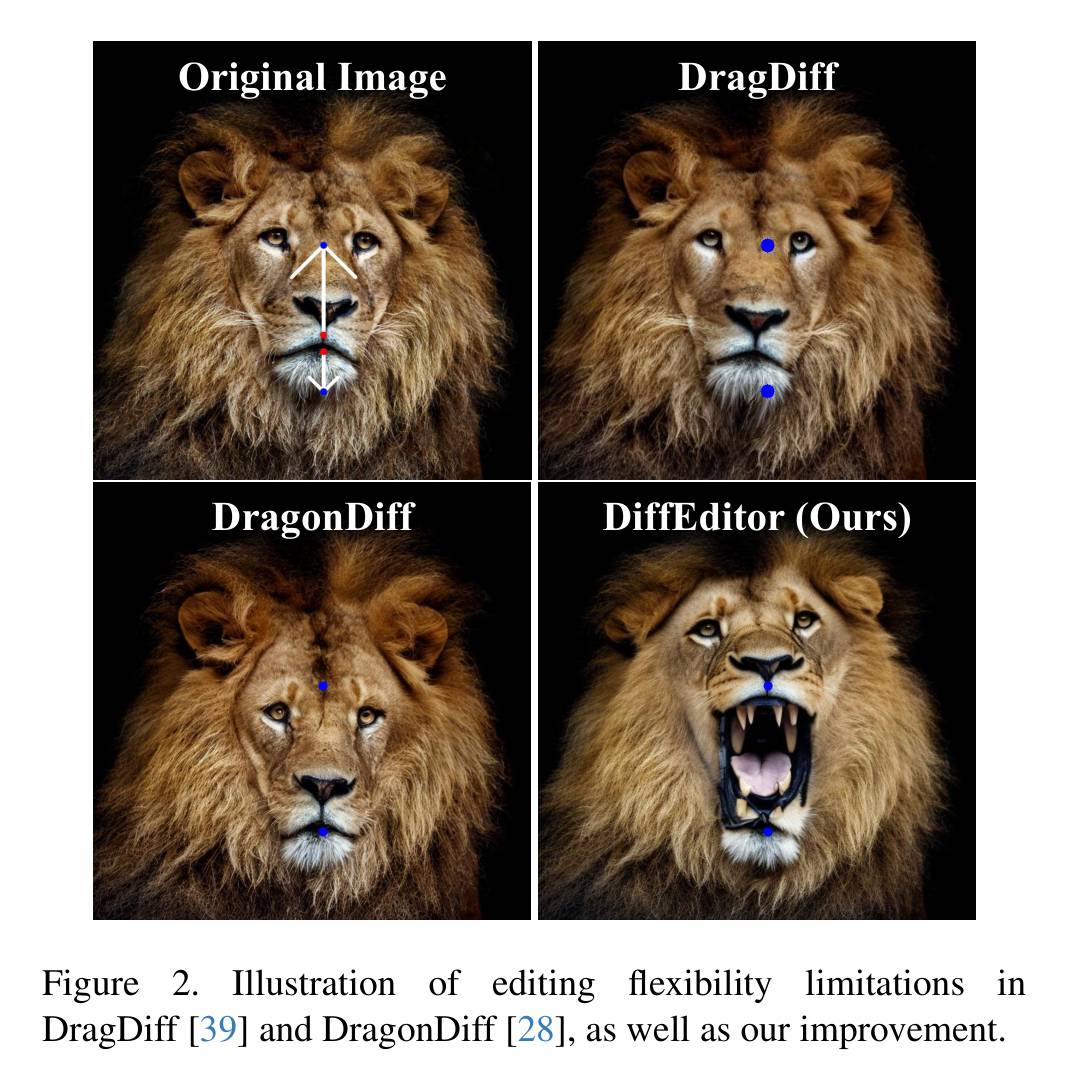 Original Image
DragDiff
DragonDiff
DiffEditor (Ours)
Figure 2. Illustration of editing flexibility limitations in
DragDiff [39] and DragonDiff [28], as well as our improvement.